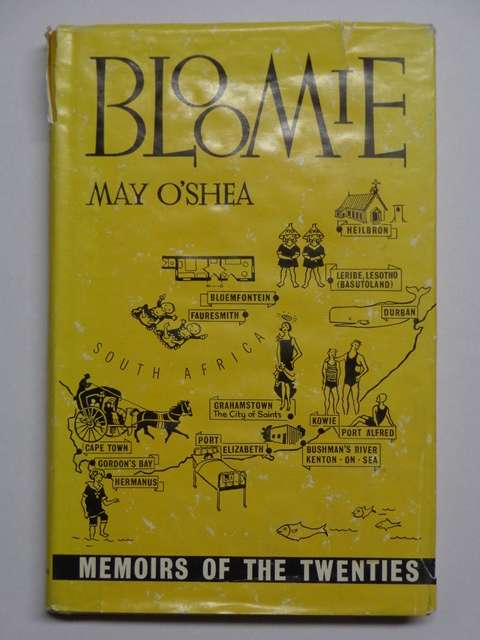 BLOOMIE
MAY O'SHEA
HEILBRON
LERIBE, LESOTHO
(BASUTOLAND)
BLOEMFONTEIN
DURBAN
FAURESMITH
SOUTH AFRICA
GRAHAMSTOWN
The City of Saints
KOWIE
PORT ALFRED
CAPE TOWN
PORT
ELIZABETH
BUSHMAN'S RIVER
KENTON-ON-SEA
GORDON'S BAY
HERMANUS
MEMOIRS OF THE TWENTIES